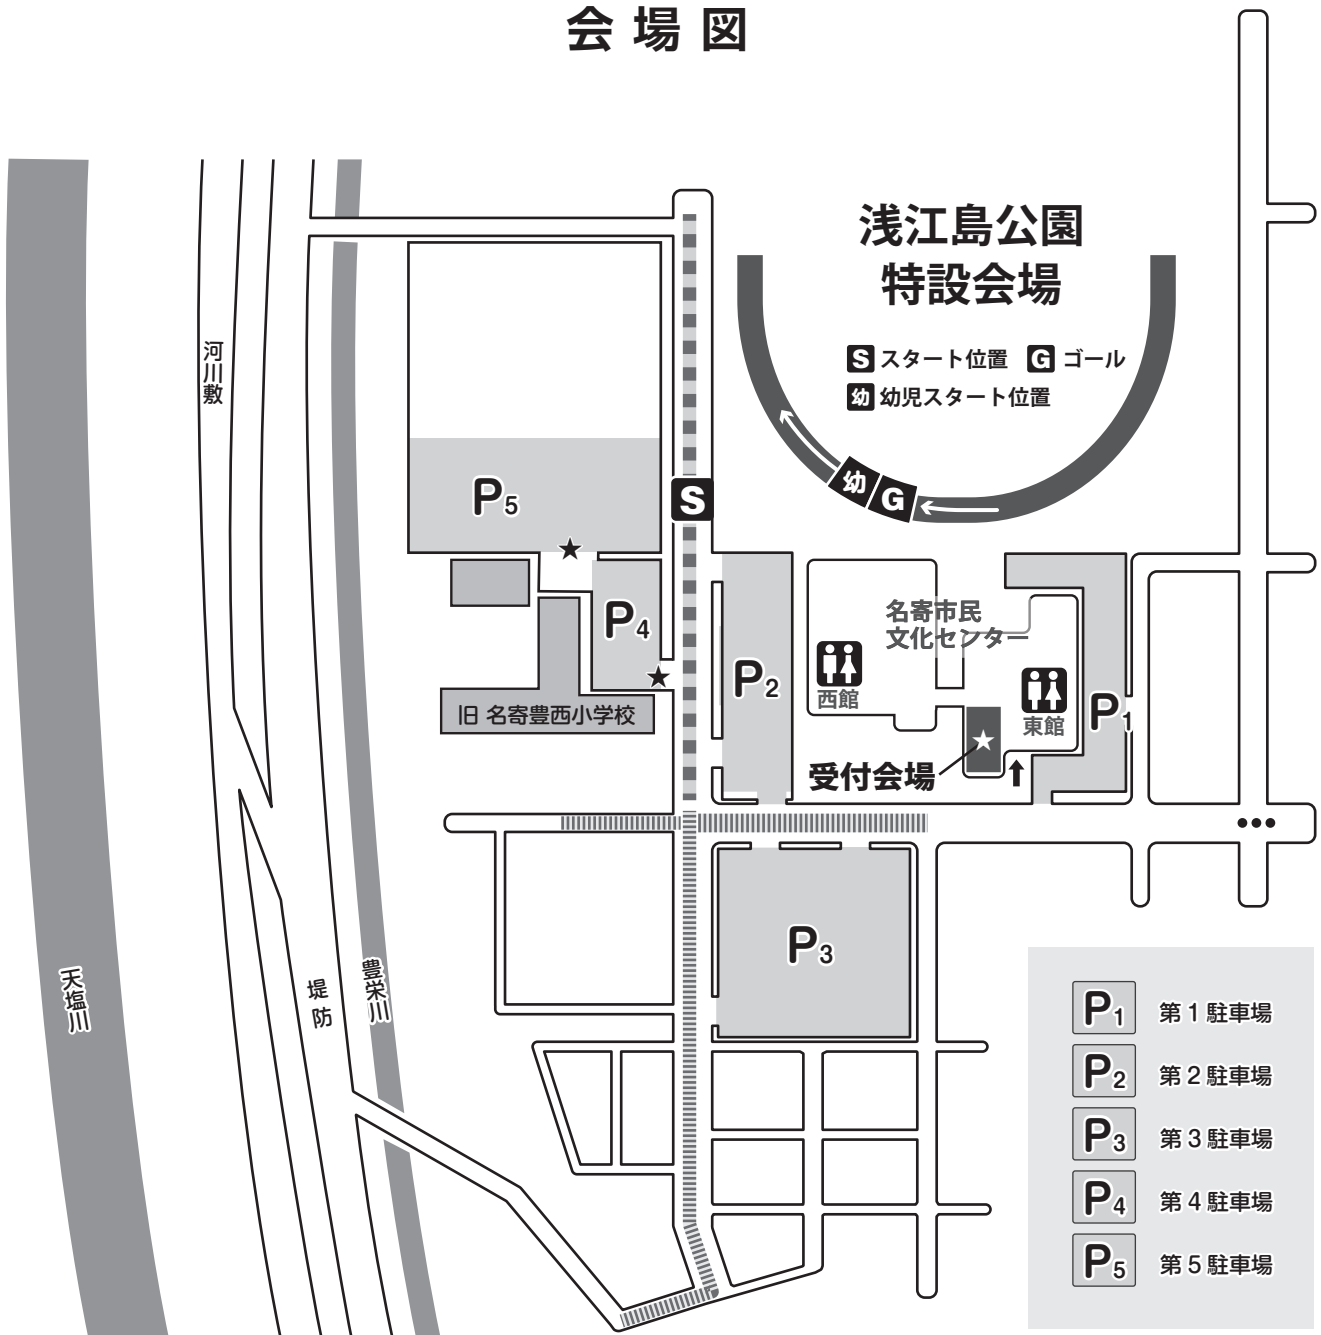 会場図
浅江島公園
特設会場
S スタート位置 G ゴール
幼 幼児スタート位置
河川敷
P5
S
幼 G
P4
P2
名寄市民
文化センター
西館
東館
P1
旧 名寄豊西小学校
受付会場
P3
天塩川
堤防
豊栄川
P1 第1駐車場
P2 第2駐車場
P3 第3駐車場
P4 第4駐車場
P5 第5駐車場